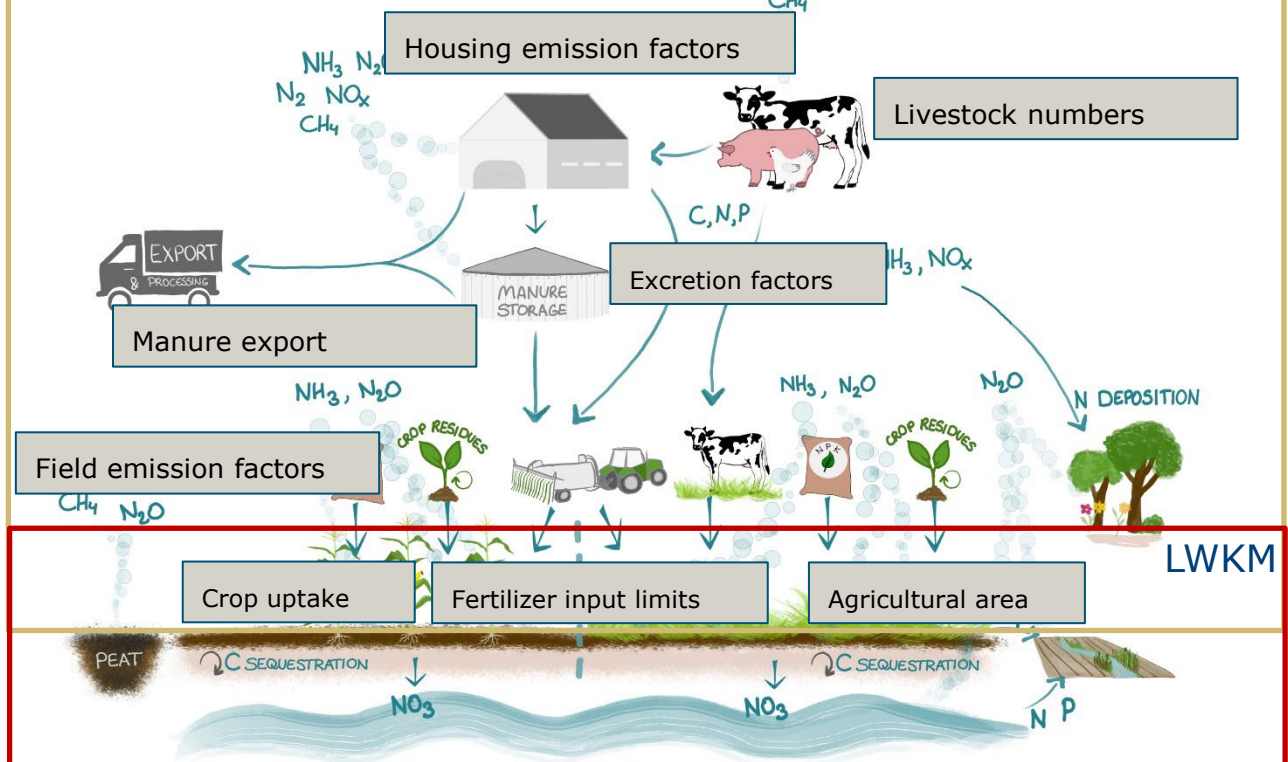 CH4
Housing emission factors
NH3 N2O
N2 NOx
CH4
Livestock numbers
C,N,P
EXPORT
& PROCESSING
MANURE
STORAGE
Excretion factors
NH3, NOx
Manure export
NH3, N2O
NH3, N2O
N2O
N DEPOSITION
CROP RESIDUES
NPK
CROP RESIDUES
Field emission factors
CH4 N2O
LWKM
Crop uptake
Fertilizer input limits
Agricultural area
PEAT
C SEQUESTRATION
C SEQUESTRATION
NO3
NO3
N P